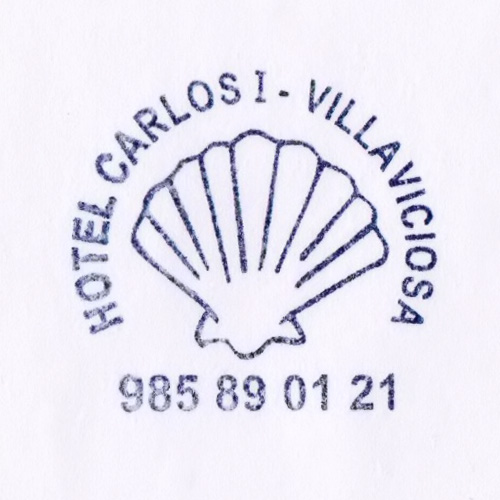 HOTEL CARLOS I - VILLAVICIOSA
985 89 01 21